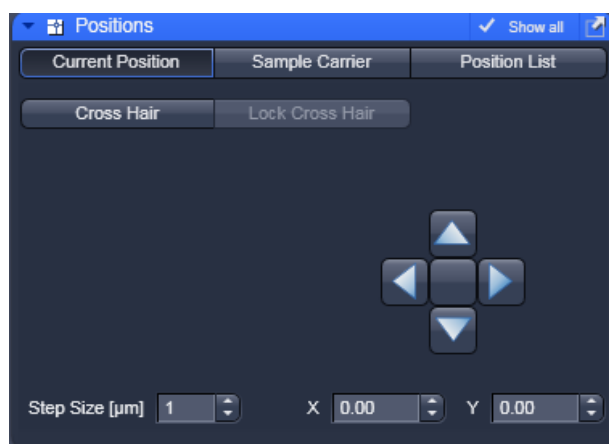 Positions Show all
Current Position Sample Carrier Position List
Cross Hair Lock Cross Hair
Step Size [µm] 1 X 0.00 Y 0.00